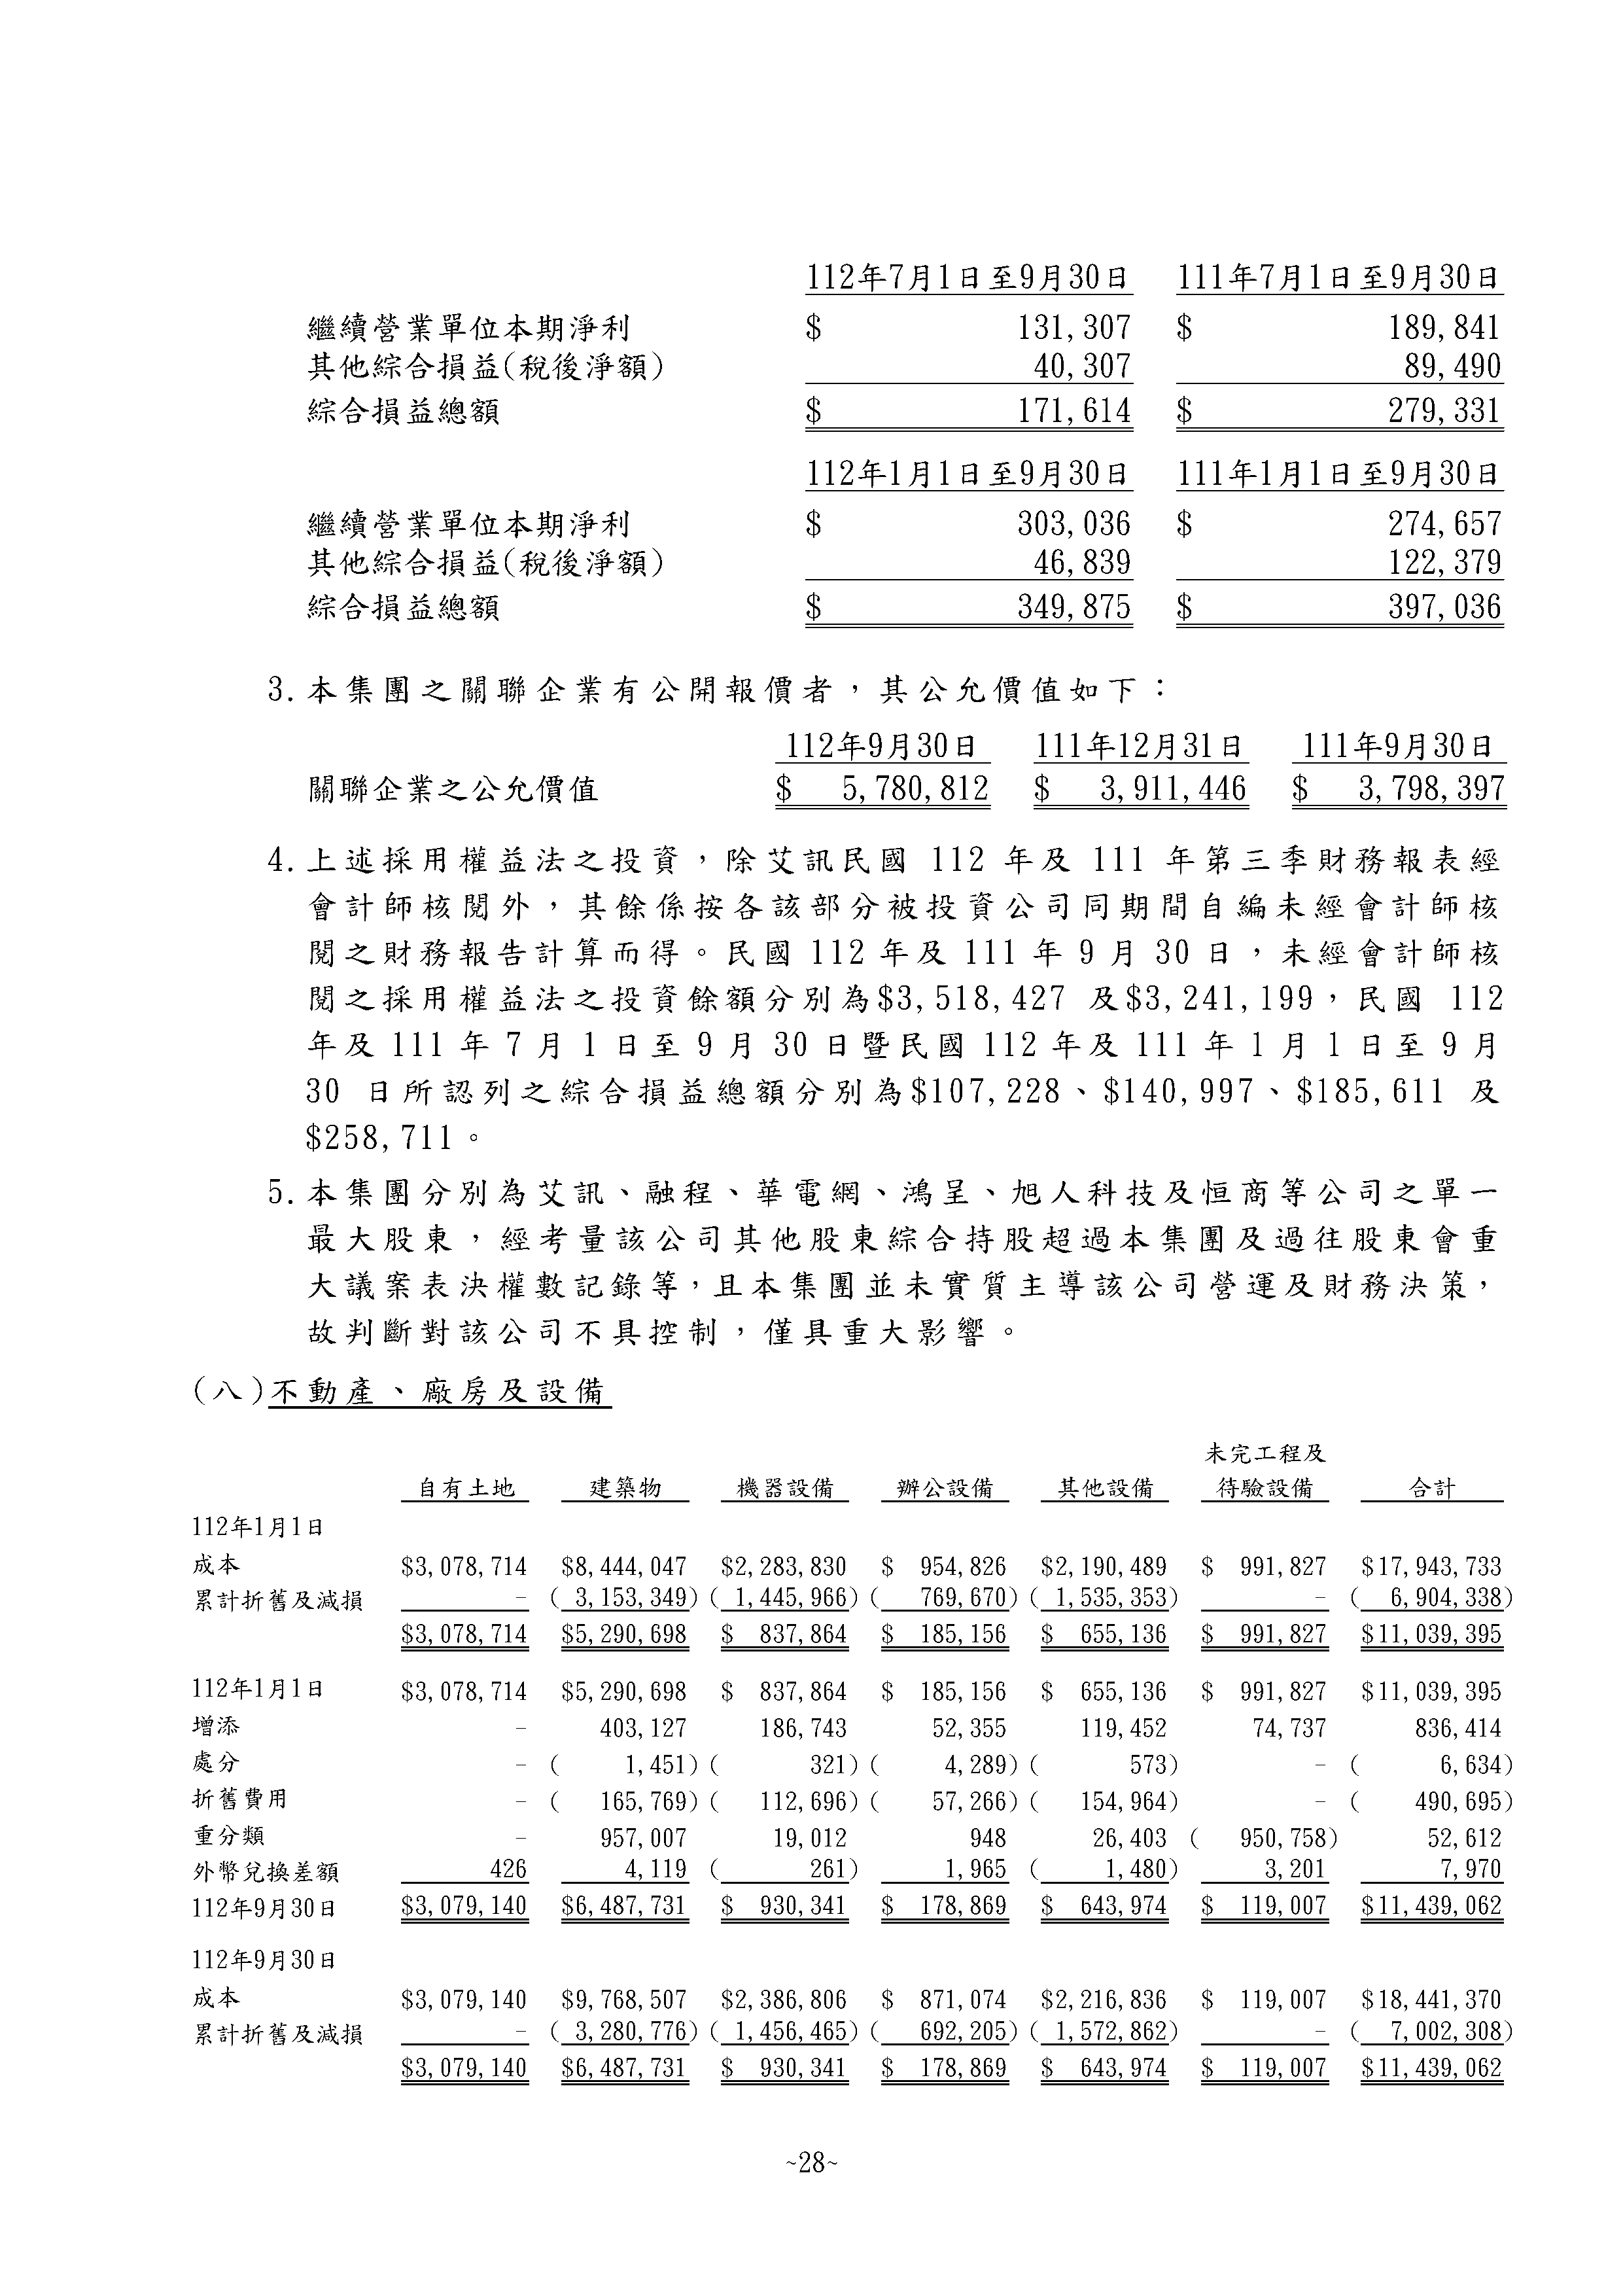 112年7月1日至9月30日 111年7月1日至9月30日
繼續營業單位本期淨利 $ 131,307 $ 189,841
其他綜合損益(稅後淨額) 40,307 89,490
綜合損益總額 $ 171,614 $ 279,331
112年1月1日至9月30日 111年1月1日至9月30日
繼續營業單位本期淨利 $ 303,036 $ 274,657
其他綜合損益(稅後淨額) 46,839 122,379
綜合損益總額 $ 349,875 $ 397,036
3.本集團之關聯企業有公開報價者，其公允價值如下：
112年9月30日 111年12月31日 111年9月30日
關聯企業之公允價值 $ 5,780,812 $ 3,911,446 $ 3,798,397
4.上述採用權益法之投資，除艾訊民國 112 年及 111 年第三季財務報表經
會計師核閱外，其餘係按各該部分被投資公司同期間自編未經會計師核
閱之財務報告計算而得。民國 112 年及 111 年 9 月 30 日，未經會計師核
閱之採用權益法之投資餘額分別為$3,518,427 及$3,241,199，民國 112
年及 111 年 7 月 1 日至 9 月 30 日暨民國 112 年及 111 年 1 月 1 日至 9 月
30 日所認列之綜合損益總額分別為$107,228、$140,997、$185,611 及
$258,711。
5.本集團分別為艾訊、融程、華電網、鴻呈、旭人科技及恒商等公司之單一
最大股東，經考量該公司其他股東綜合持股超過本集團及過往股東會重
大議案表決權數記錄等，且本集團並未實質主導該公司營運及財務決策，
故判斷對該公司不具控制，僅具重大影響。
(八)不動產、廠房及設備
未完工程及
自有土地 建築物 機器設備 辦公設備 其他設備 待驗設備 合計
112年1月1日
成本 $3,078,714 $8,444,047 $2,283,830 $ 954,826 $2,190,489 $ 991,827 $17,943,733
累計折舊及減損 - ( 3,153,349) ( 1,445,966) ( 769,670) ( 1,535,353) - ( 6,904,338)
$3,078,714 $5,290,698 $ 837,864 $ 185,156 $ 655,136 $ 991,827 $11,039,395
112年1月1日 $3,078,714 $5,290,698 $ 837,864 $ 185,156 $ 655,136 $ 991,827 $11,039,395
增添 - 403,127 186,743 52,355 119,452 74,737 836,414
處分 - ( 1,451) ( 321) ( 4,289) ( 573) - ( 6,634)
折舊費用 - ( 165,769) ( 112,696) ( 57,266) ( 154,964) - ( 490,695)
重分類 - 957,007 19,012 948 26,403 ( 950,758) 52,612
外幣兌換差額 426 4,119 ( 261) 1,965 ( 1,480) 3,201 7,970
112年9月30日 $3,079,140 $6,487,731 $ 930,341 $ 178,869 $ 643,974 $ 119,007 $11,439,062
112年9月30日
成本 $3,079,140 $9,768,507 $2,386,806 $ 871,074 $2,216,836 $ 119,007 $18,441,370
累計折舊及減損 - ( 3,280,776) ( 1,456,465) ( 692,205) ( 1,572,862) - ( 7,002,308)
$3,079,140 $6,487,731 $ 930,341 $ 178,869 $ 643,974 $ 119,007 $11,439,062
~28~